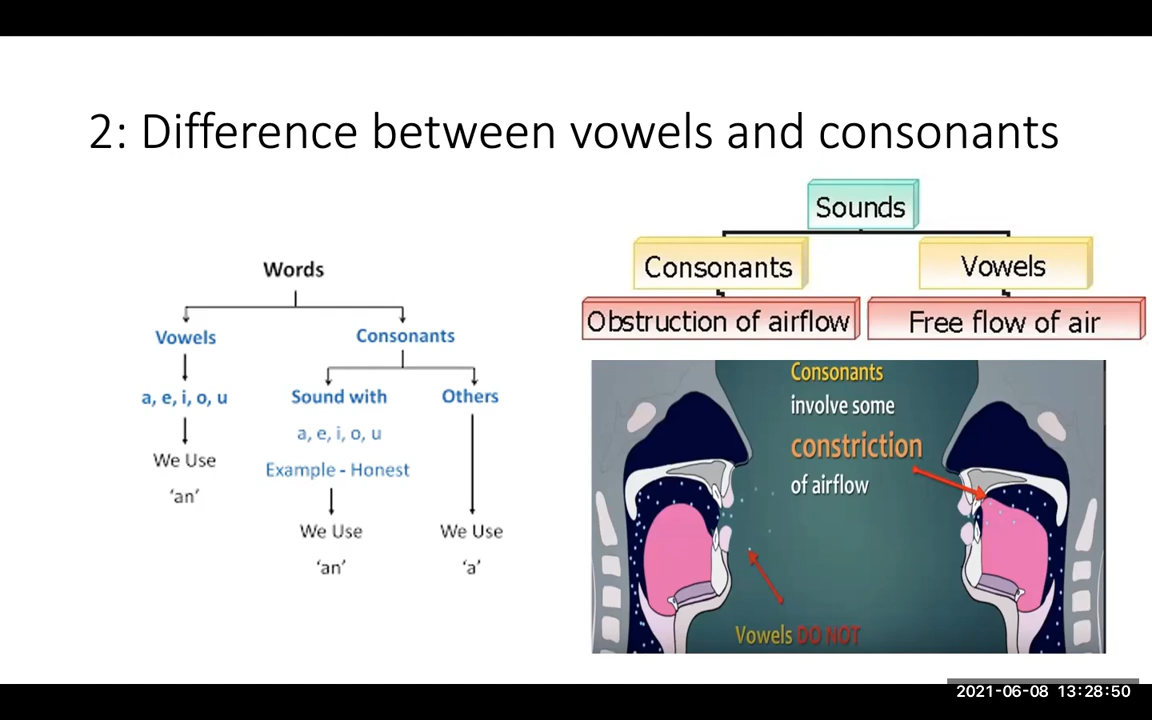 2: Difference between vowels and consonants
Words
Vowels
Consonants
a, e, i, o, u
Sound with
Others
a, e, i, o, u
We Use
Example - Honest
'an'
We Use
We Use
'an'
'a'
Sounds
Consonants
Vowels
Obstruction of airflow
Free flow of air
Consonants
involve some
constriction
of airflow
Vowels DO NOT
2021-06-08 13:28:50